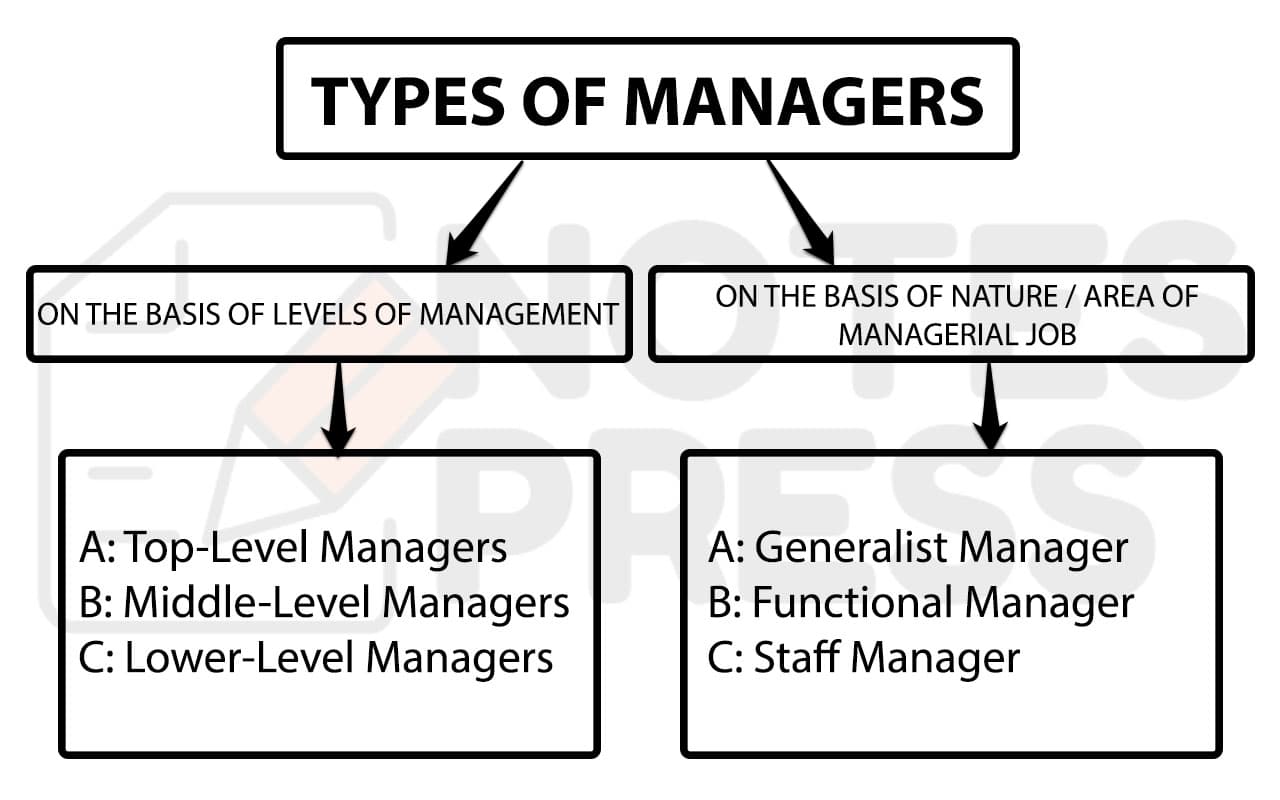 TYPES OF MANAGERS
ON THE BASIS OF LEVELS OF MANAGEMENT
ON THE BASIS OF NATURE / AREA OF
MANAGERIAL JOB
A: Top-Level Managers
B: Middle-Level Managers
C: Lower-Level Managers
A: Generalist Manager
B: Functional Manager
C: Staff Manager
NOTES
PRESS